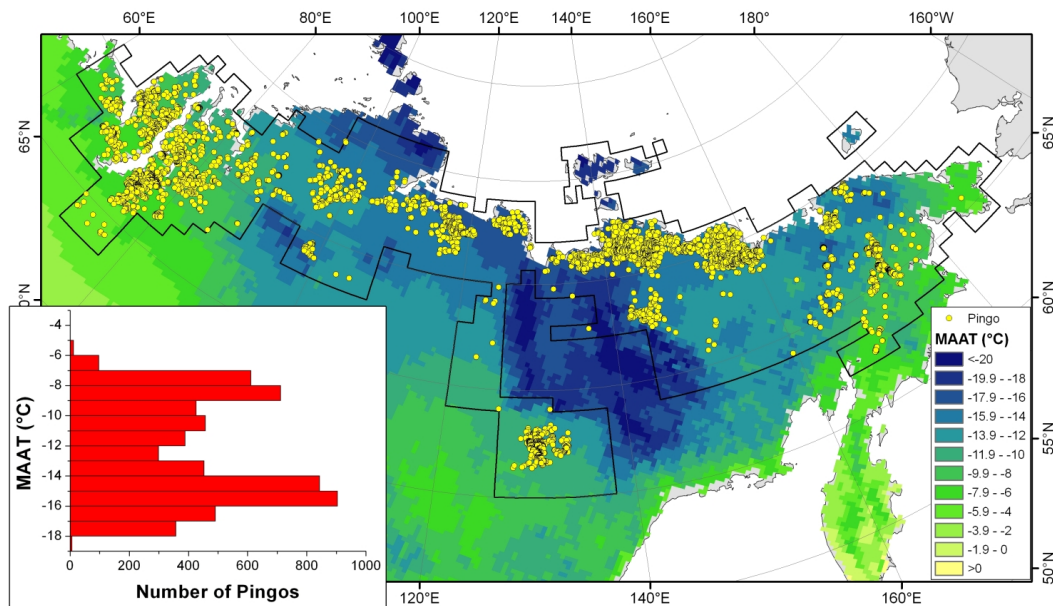 60°E 80°E 100°E 120°E 140°E 160°E 180° 160°W
65°N
65°N
60°N
60°N
55°N
50°N
120°E 140°E 160°E
-4
-6
-8
-10
-12
-14
-16
-18
MAAT (°C)
0 200 400 600 800 1000
Number of Pingos
Pingo
MAAT (°C)
<-20
-19.9 - -18
-17.9 - -16
-15.9 - -14
-13.9 - -12
-11.9 - -10
-9.9 - -8
-7.9 - -6
-5.9 - -4
-3.9 - -2
-1.9 - 0
>0